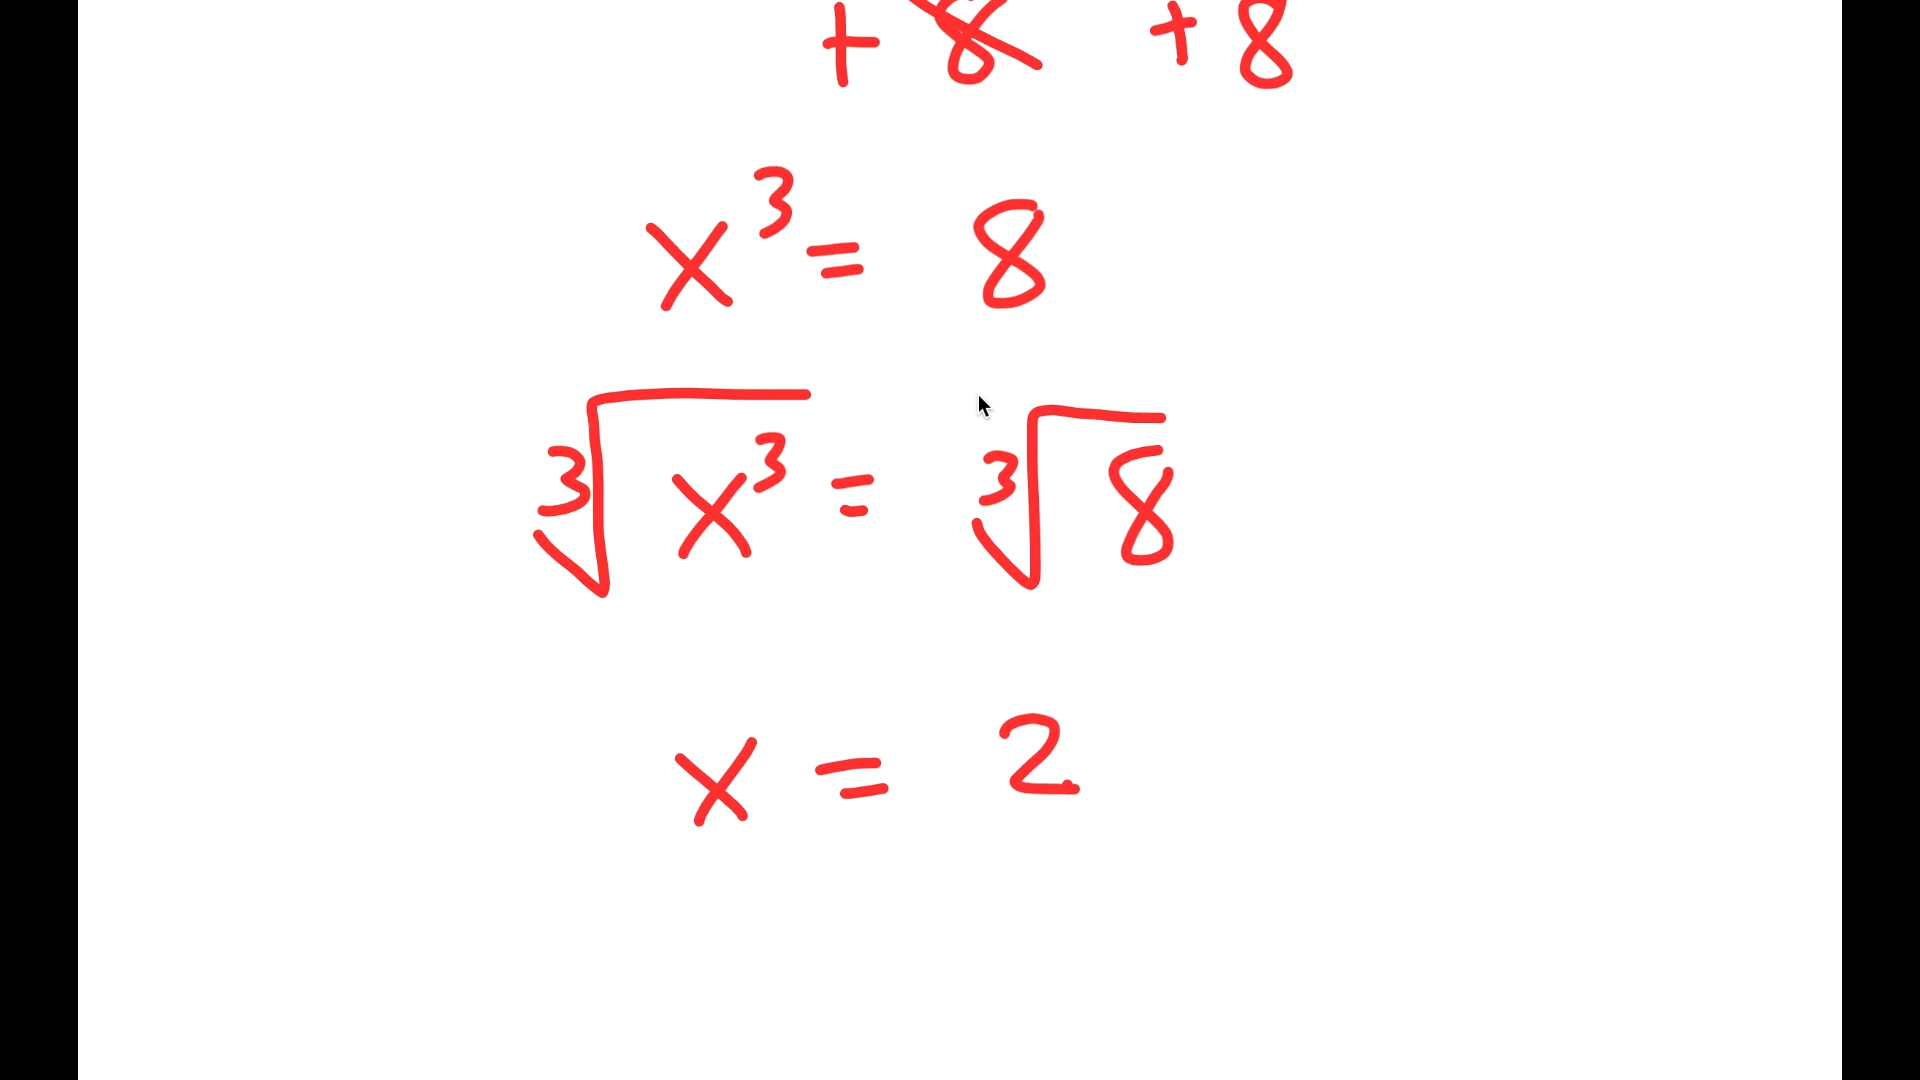 + 8 + 8
x³ = 8
∛x³ = ∛8
x = 2